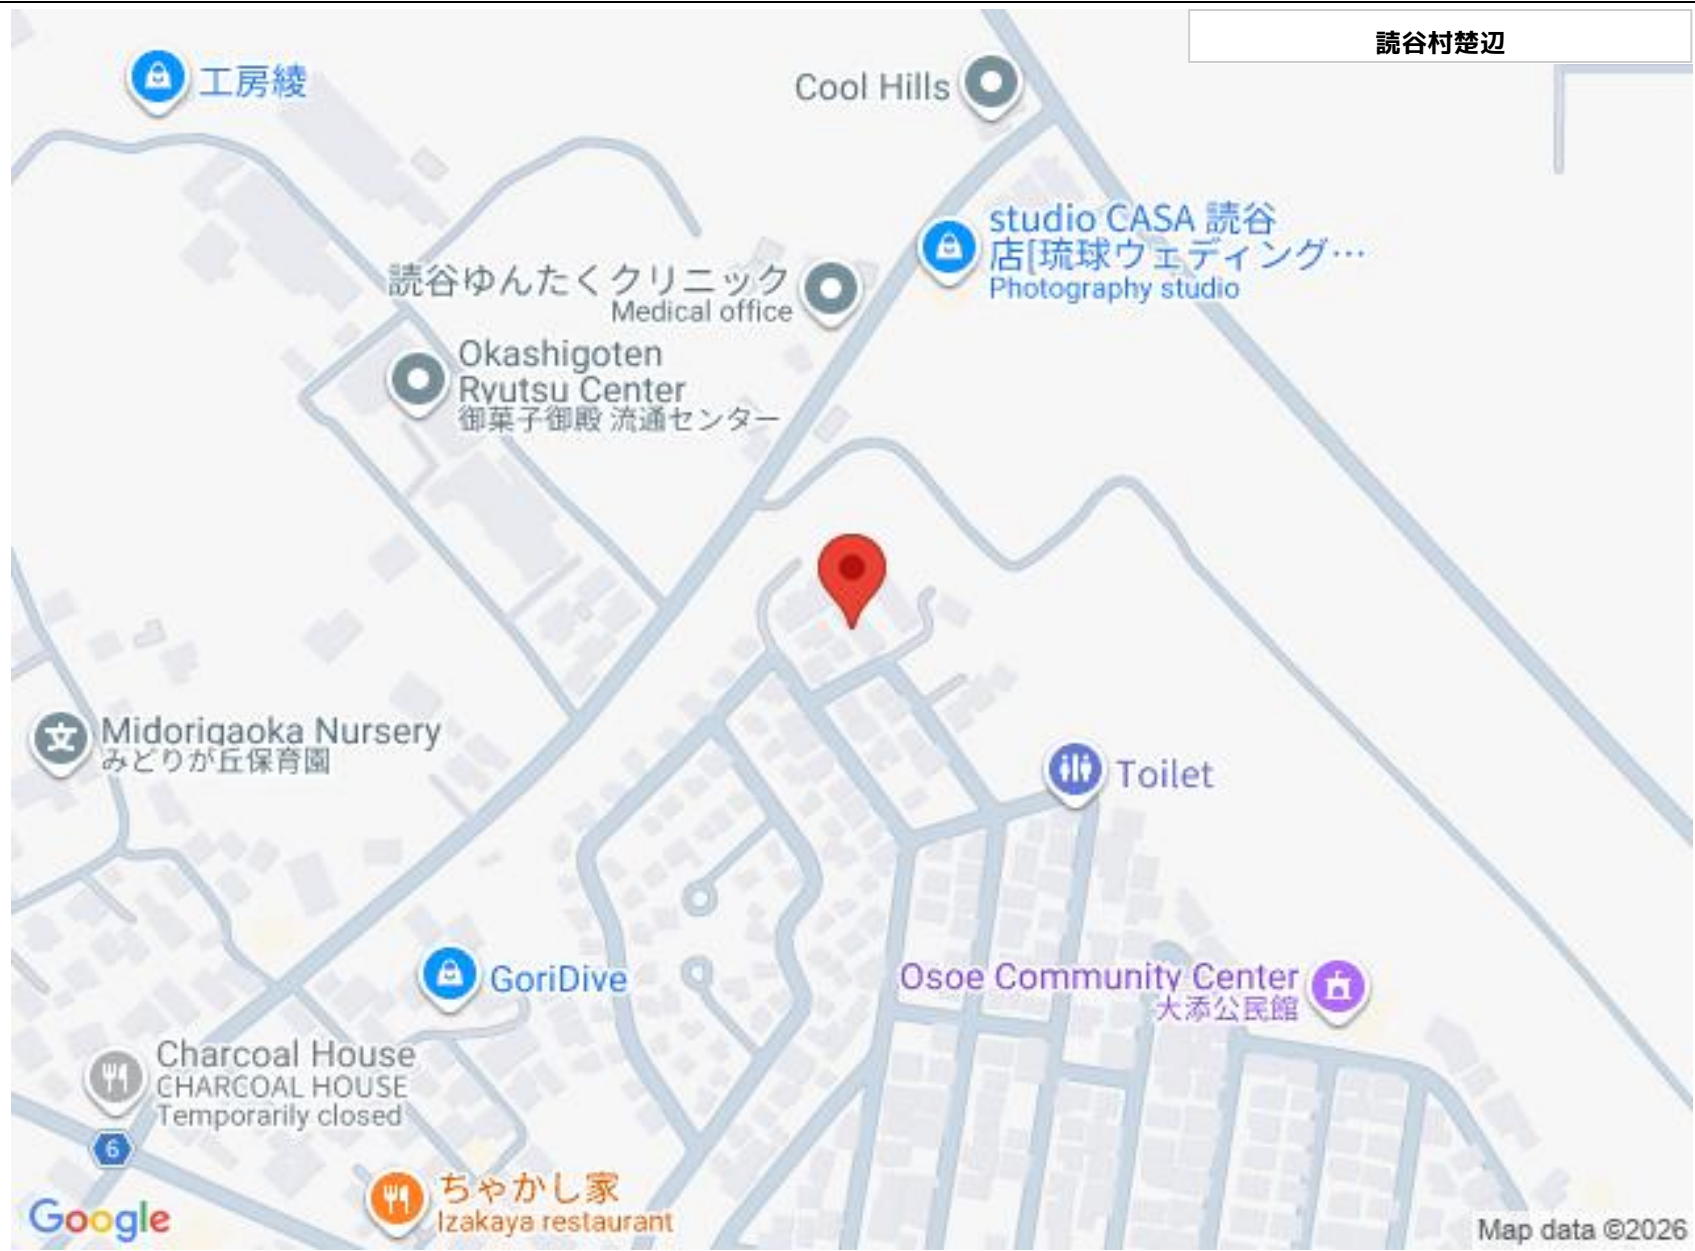 読谷村楚辺
工房綾
Cool Hills
studio CASA 読谷
店[琉球ウェディング…
Photography studio
読谷ゆんたくクリニック
Medical office
Okashigoten
Ryutsu Center
御菓子御殿 流通センター
Midorigaoka Nursery
みどりが丘保育園
Toilet
GoriDive
Osoe Community Center
大添公民館
Charcoal House
CHARCOAL HOUSE
Temporarily closed
6
ちゃかし家
Izakaya restaurant
Google
Map data ©2026